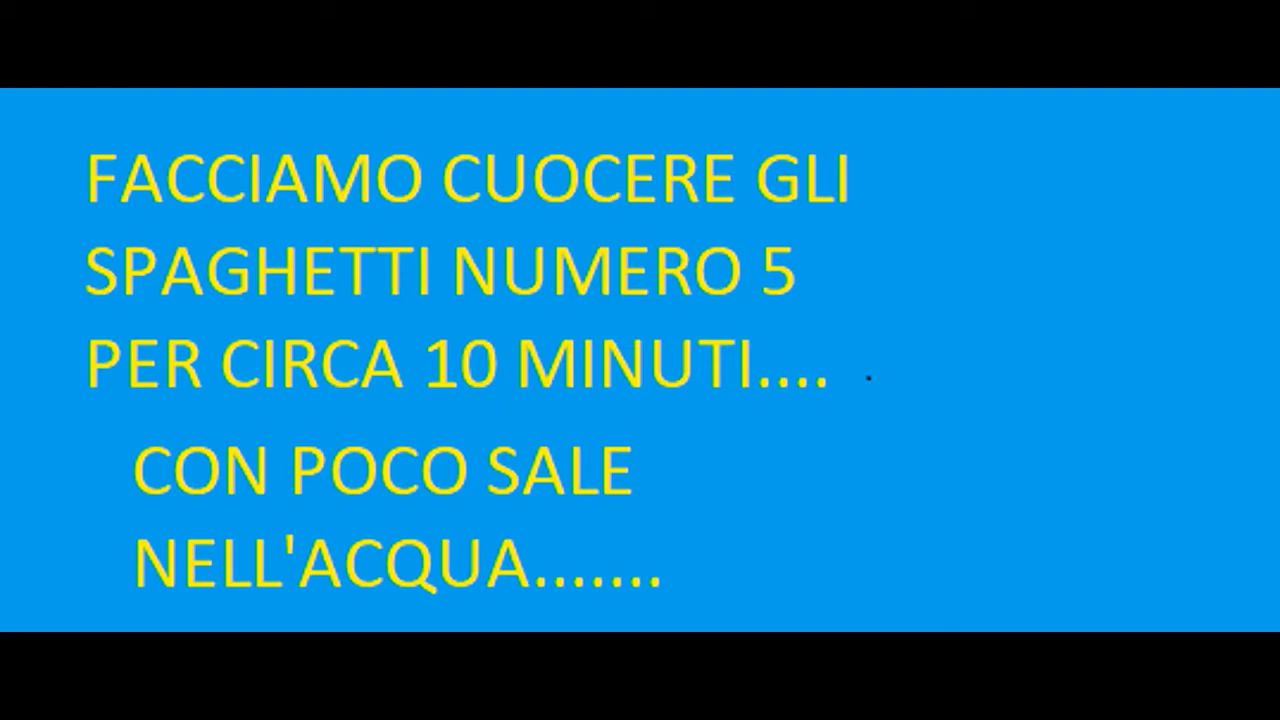 FACCIAMO CUOCERE GLI
SPAGHETTI NUMERO 5
PER CIRCA 10 MINUTI....
CON POCO SALE
NELL'ACQUA.......